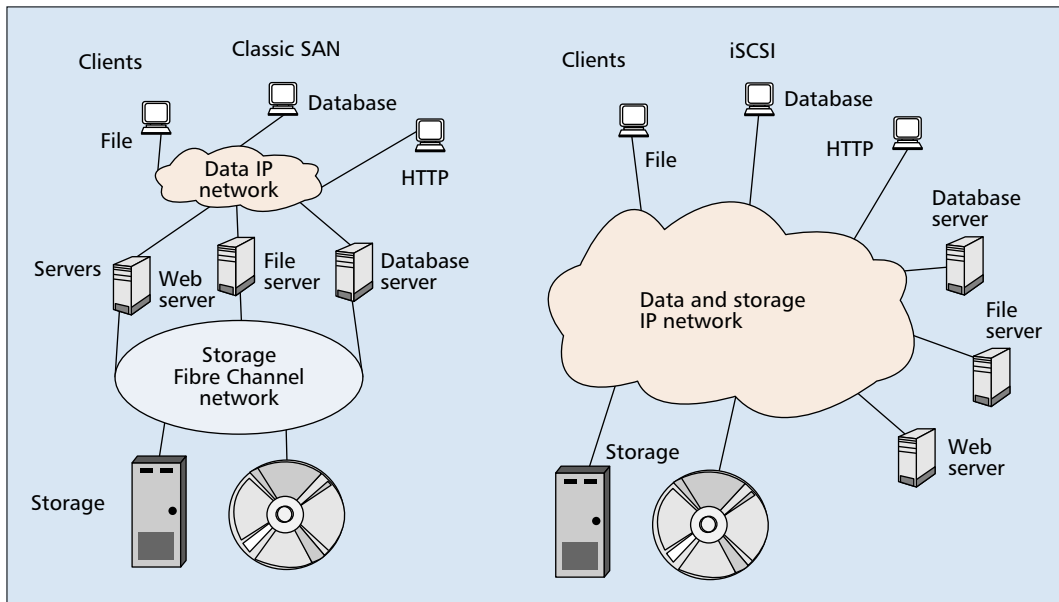 Classic SAN
Clients
Database
File
HTTP
Data IP
network
Servers
Web
server
File
server
Database
server
Storage
Fibre Channel
network
Storage
iSCSI
Clients
Database
File
HTTP
Database
server
Data and storage
IP network
File
server
Web
server
Storage